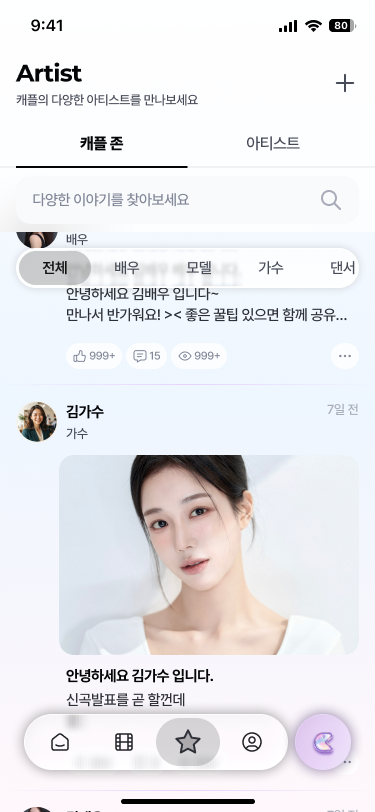 9:41
80
Artist
캐플의 다양한 아티스트를 만나보세요
캐플 존
아티스트
다양한 이야기를 찾아보세요
배우
전체
배우
모델
가수
댄서
안녕하세요 김배우 입니다~
만나서 반가워요! >< 좋은 꿀팁 있으면 함께 공유...
999+
15
999+
김가수
7일 전
가수
안녕하세요 김가수 입니다.
신곡발표를 곧 할껀데